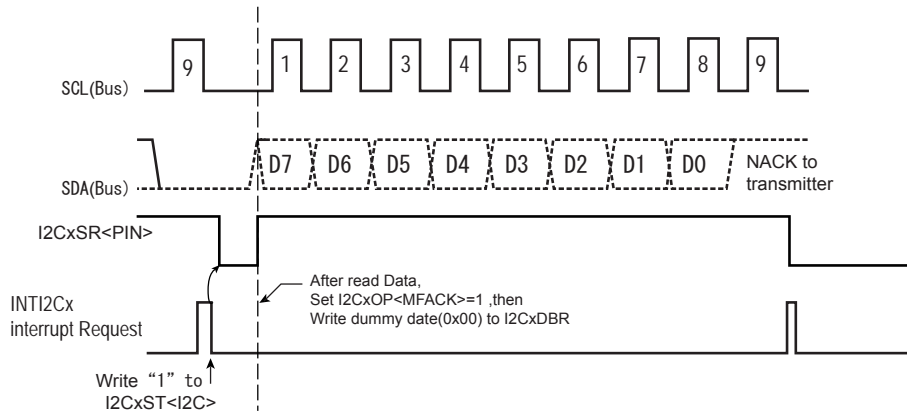 9 1 2 3 4 5 6 7 8 9
SCL(Bus)
D7 D6 D5 D4 D3 D2 D1 D0
NACK to
transmitter
SDA(Bus)
I2CxSR<PIN>
After read Data,
Set I2CxOP<MFACK>=1 ,then
Write dummy date(0x00) to I2CxDBR
INTI2Cx
interrupt Request
Write “1” to
I2CxST<I2C>